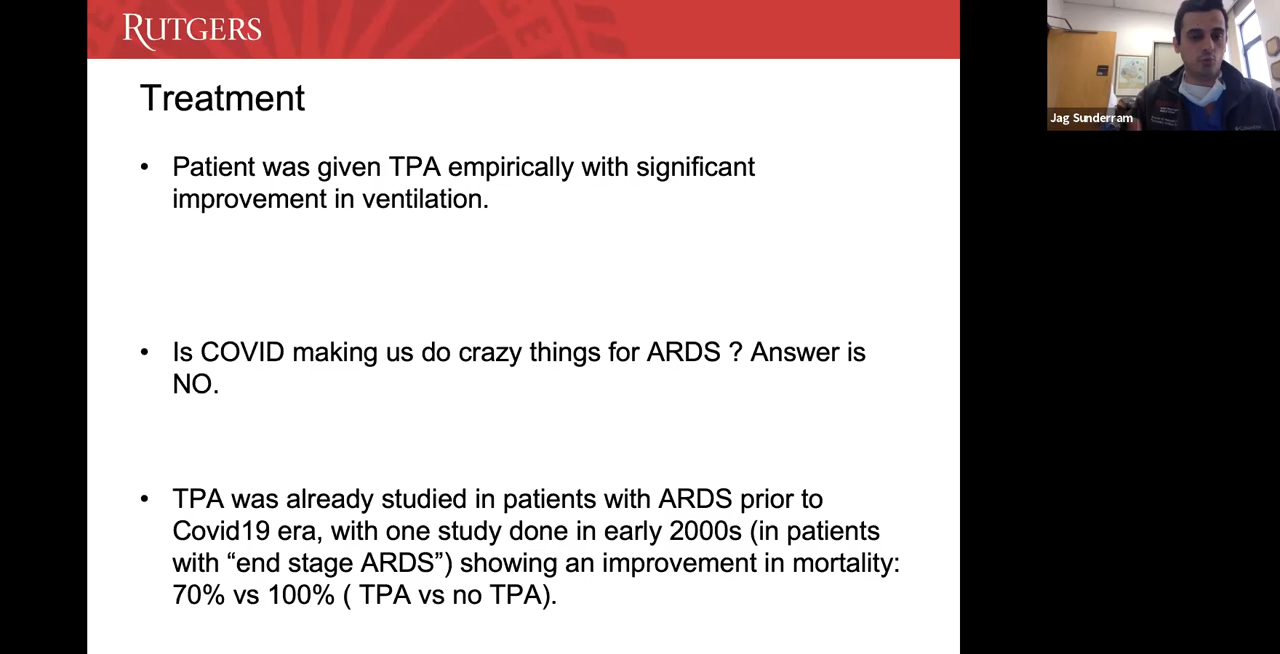 RUTGERS
Treatment
• Patient was given TPA empirically with significant
improvement in ventilation.
• Is COVID making us do crazy things for ARDS ? Answer is
NO.
• TPA was already studied in patients with ARDS prior to
Covid19 era, with one study done in early 2000s (in patients
with “end stage ARDS”) showing an improvement in mortality:
70% vs 100% ( TPA vs no TPA).
Jag Sunderram